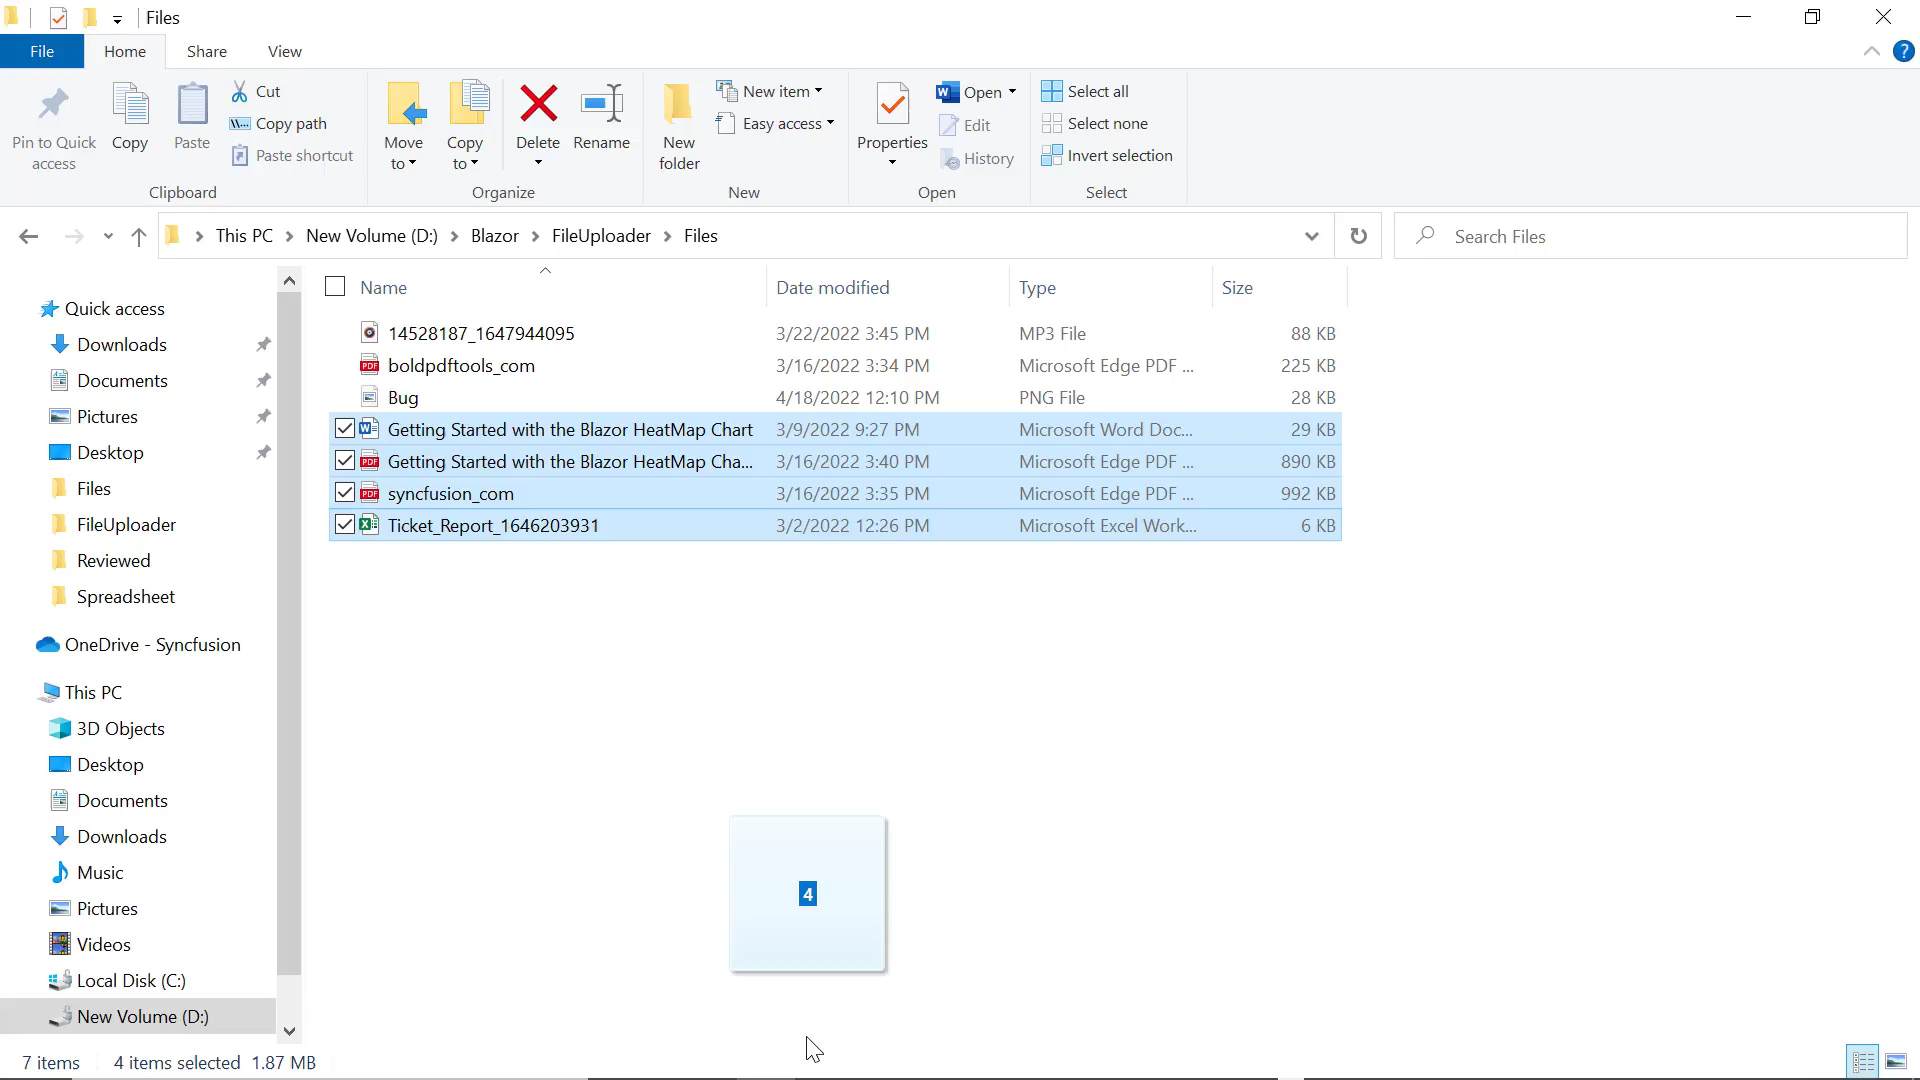 Files
File Home Share View
Pin to Quick access
Copy
Paste
Cut
Copy path
Paste shortcut
Clipboard
Move to
Copy to
Delete
Rename
Organize
New folder
New item
Easy access
New
Properties
Open
Edit
History
Open
Select all
Select none
Invert selection
Select
This PC New Volume (D:) Blazor FileUploader Files
Search Files
Quick access
Downloads
Documents
Pictures
Desktop
Files
FileUploader
Reviewed
Spreadsheet
OneDrive - Syncfusion
This PC
3D Objects
Desktop
Documents
Downloads
Music
Pictures
Videos
Local Disk (C:)
New Volume (D:)
Name Date modified Type Size
14528187_1647944095 3/22/2022 3:45 PM MP3 File 88 KB
PDF boldpdftools_com 3/16/2022 3:34 PM Microsoft Edge PDF ... 225 KB
Bug 4/18/2022 12:10 PM PNG File 28 KB
Getting Started with the Blazor HeatMap Chart 3/9/2022 9:27 PM Microsoft Word Doc... 29 KB
PDF Getting Started with the Blazor HeatMap Cha... 3/16/2022 3:40 PM Microsoft Edge PDF ... 890 KB
PDF syncfusion_com 3/16/2022 3:35 PM Microsoft Edge PDF ... 992 KB
Ticket_Report_1646203931 3/2/2022 12:26 PM Microsoft Excel Work... 6 KB
4
7 items 4 items selected 1.87 MB